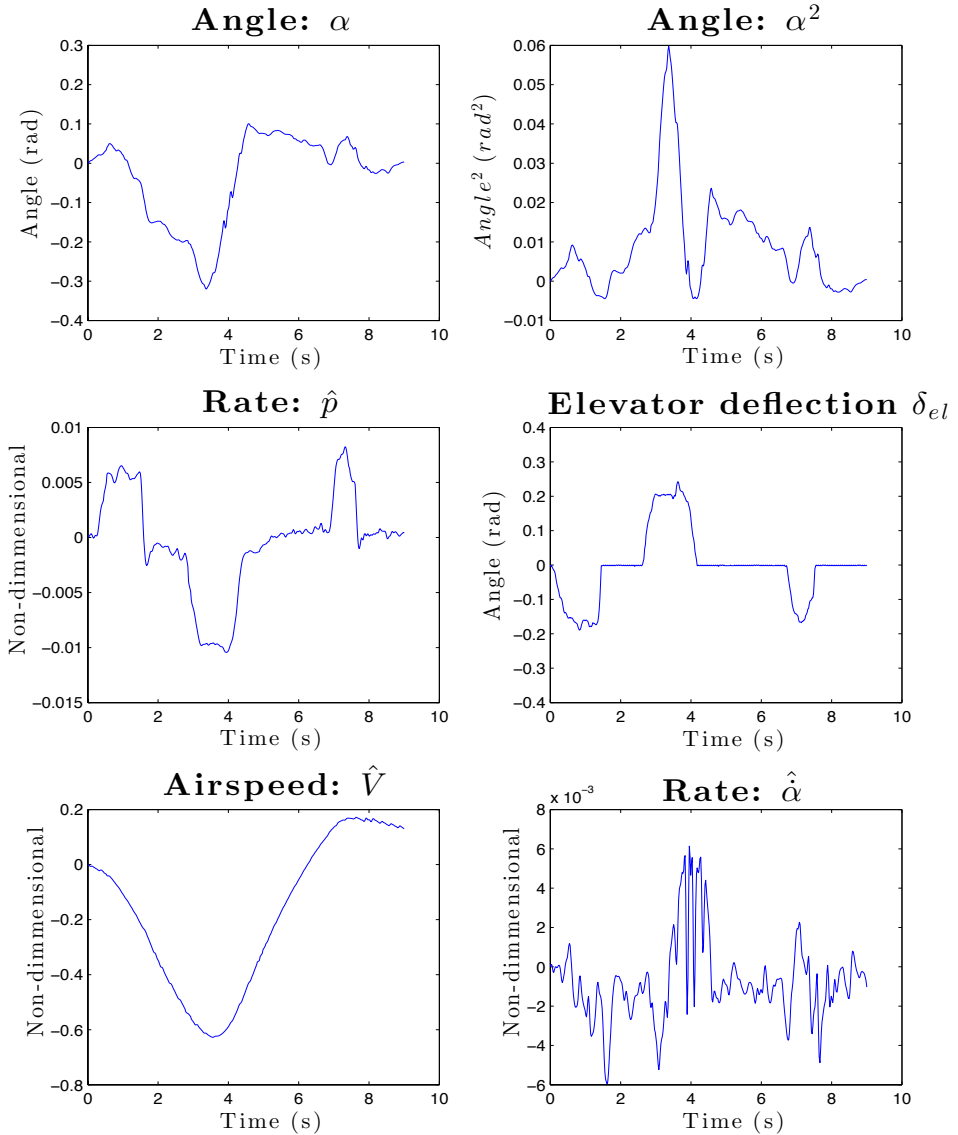 Angle: α
0.3
0.2
0.1
0
−0.1
−0.2
−0.3
−0.4
Angle (rad)
0 2 4 6 8 10
Time (s)
Angle: α²
0.06
0.05
0.04
0.03
0.02
0.01
0
−0.01
Angle² (rad²)
0 2 4 6 8 10
Time (s)
Rate: p̂
0.01
0.005
0
−0.005
−0.01
−0.015
Non-dimmensional
0 2 4 6 8 10
Time (s)
Elevator deflection δel
0.4
0.3
0.2
0.1
0
−0.1
−0.2
−0.3
−0.4
Angle (rad)
0 2 4 6 8 10
Time (s)
Airspeed: V̂
0.2
0
−0.2
−0.4
−0.6
−0.8
Non-dimmensional
0 2 4 6 8 10
Time (s)
Rate: α̇̂
x 10⁻³
8
6
4
2
0
−2
−4
−6
Non-dimmensional
0 2 4 6 8 10
Time (s)